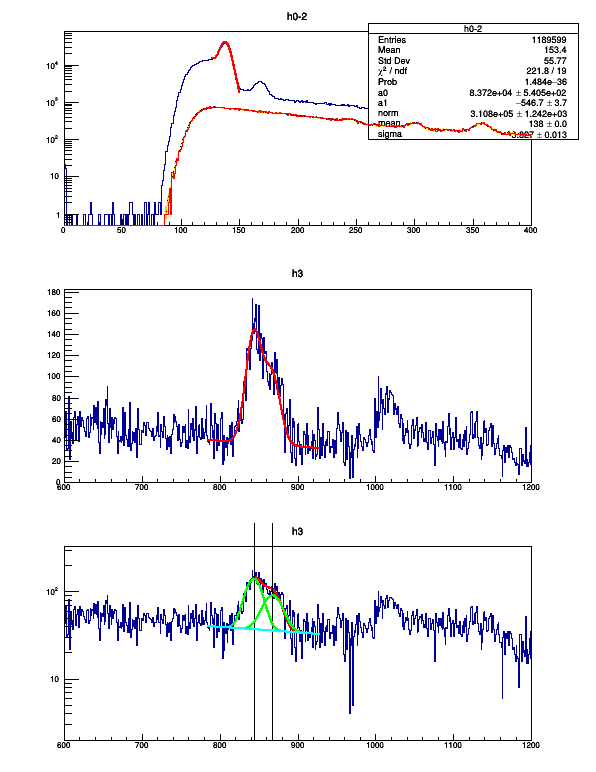 h0-2
h0-2
Entries 1189599
Mean 153.4
Std Dev 55.77
χ² / ndf 221.8 / 19
Prob 1.484e−36
a0 8.372e+04 ± 5.405e+02
a1 −546.7 ± 3.7
norm 3.108e+05 ± 1.242e+03
mean 138 ± 0.0
sigma ± 0.013
10⁴
10³
10²
10
1
0 50 100 150 200 250 300 350 400
h3
180
160
140
120
100
80
60
40
20
0
600 700 800 900 1000 1100 1200
h3
10²
10
600 700 800 900 1000 1100 1200